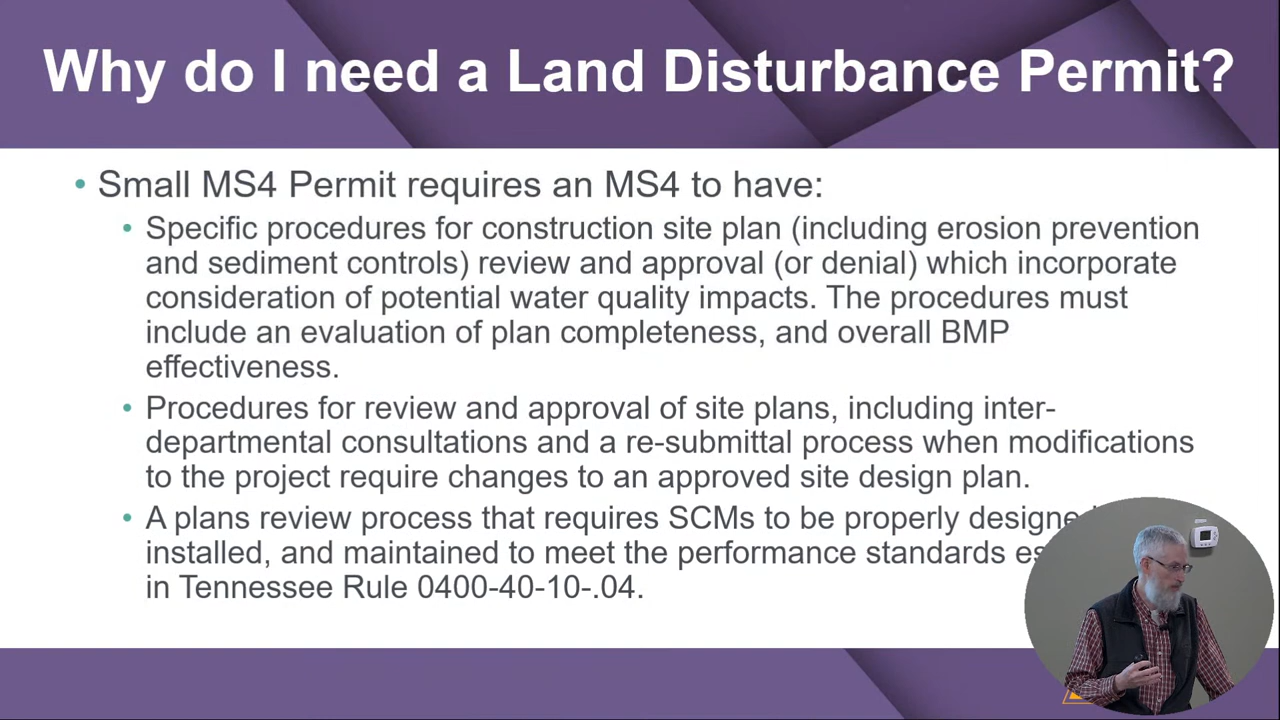 Why do I need a Land Disturbance Permit?
• Small MS4 Permit requires an MS4 to have:
• Specific procedures for construction site plan (including erosion prevention
and sediment controls) review and approval (or denial) which incorporate
consideration of potential water quality impacts. The procedures must
include an evaluation of plan completeness, and overall BMP
effectiveness.
• Procedures for review and approval of site plans, including inter-
departmental consultations and a re-submittal process when modifications
to the project require changes to an approved site design plan.
• A plans review process that requires SCMs to be properly
installed, and maintained to meet the performance standards
in Tennessee Rule 0400-40-10-.04.